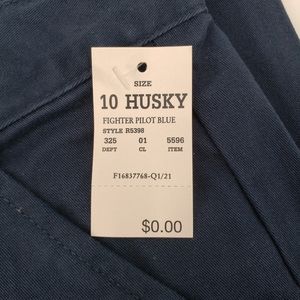 SIZE
10 HUSKY
FIGHTER PILOT BLUE
STYLE R5398
325 01 5596
DEPT CL ITEM
F16837768-Q1/21
$0.00